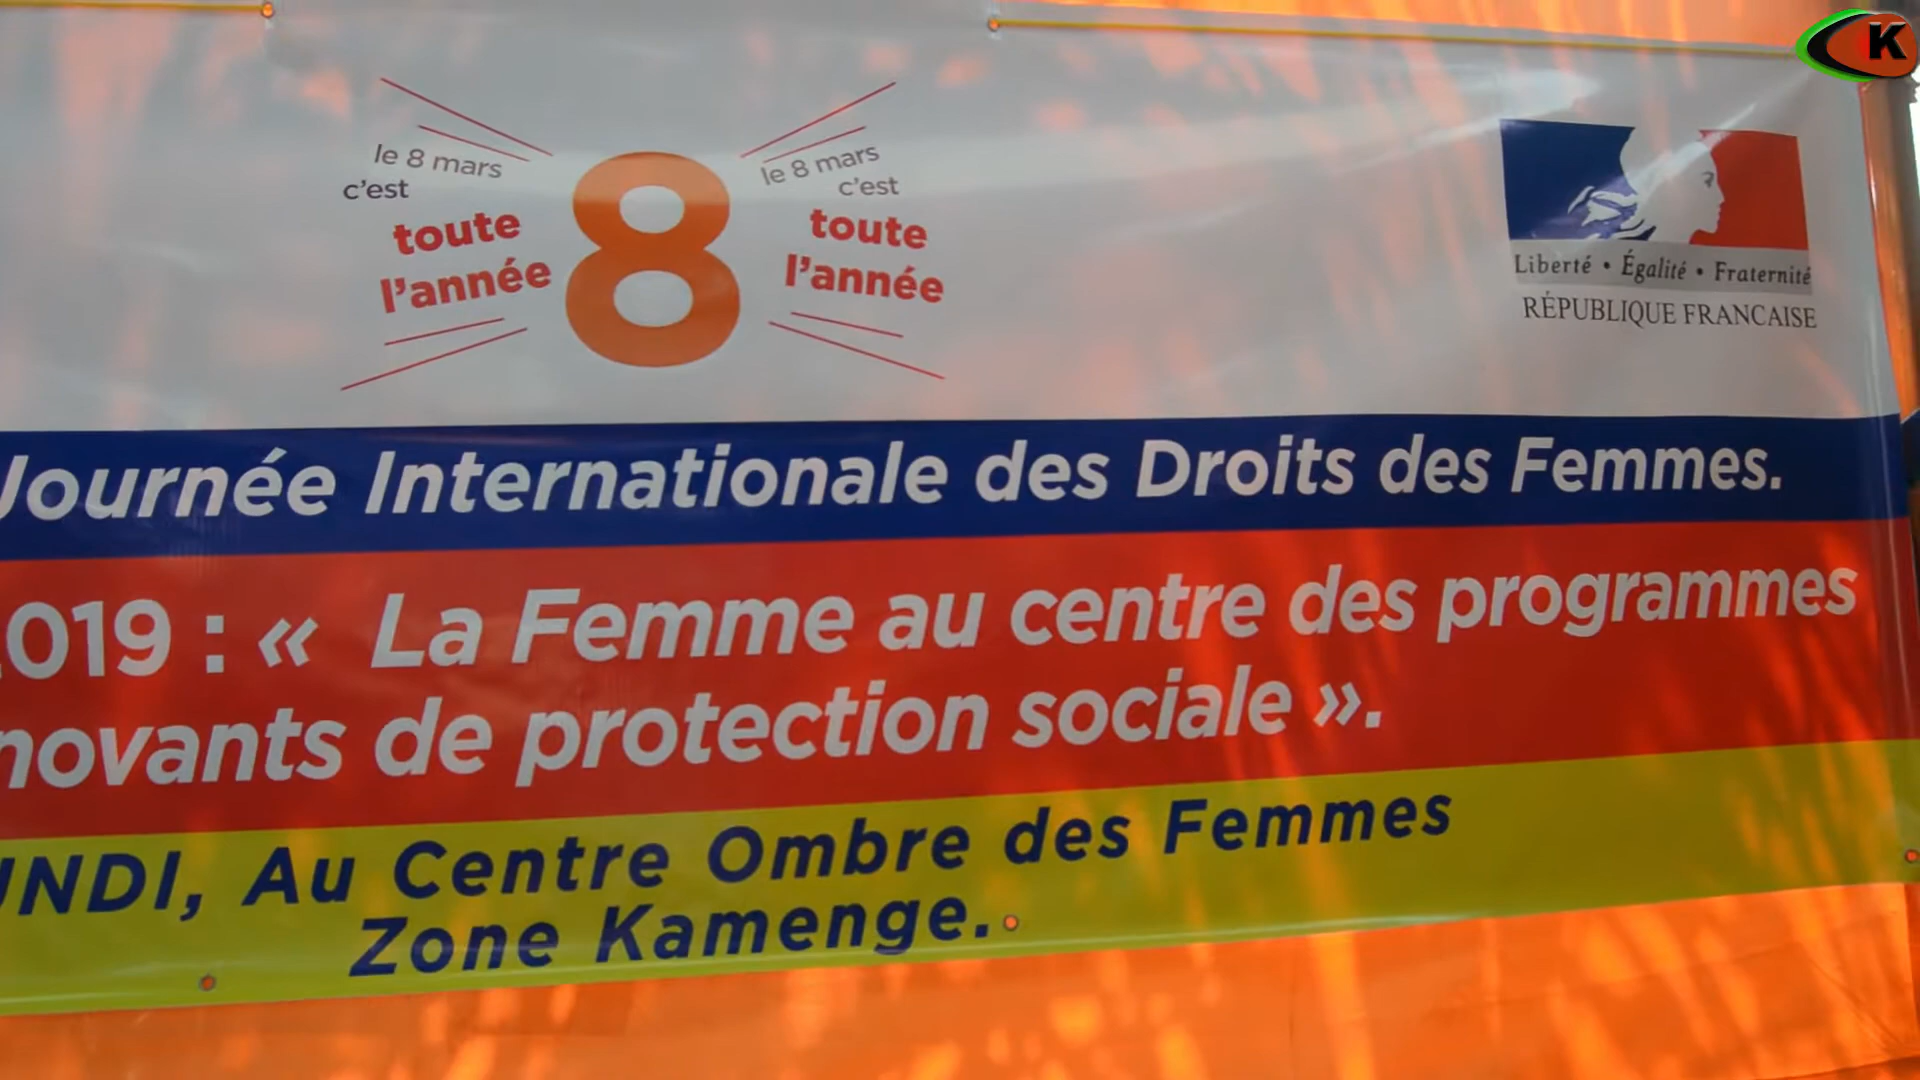 le 8 mars
c'est
toute
l'année
8
le 8 mars
c'est
toute
l'année
Liberté • Égalité • Fraternité
RÉPUBLIQUE FRANCAISE
Journée Internationale des Droits des Femmes.
019 : « La Femme au centre des programmes
novants de protection sociale ».
UNDI, Au Centre Ombre des Femmes
Zone Kamenge.
K